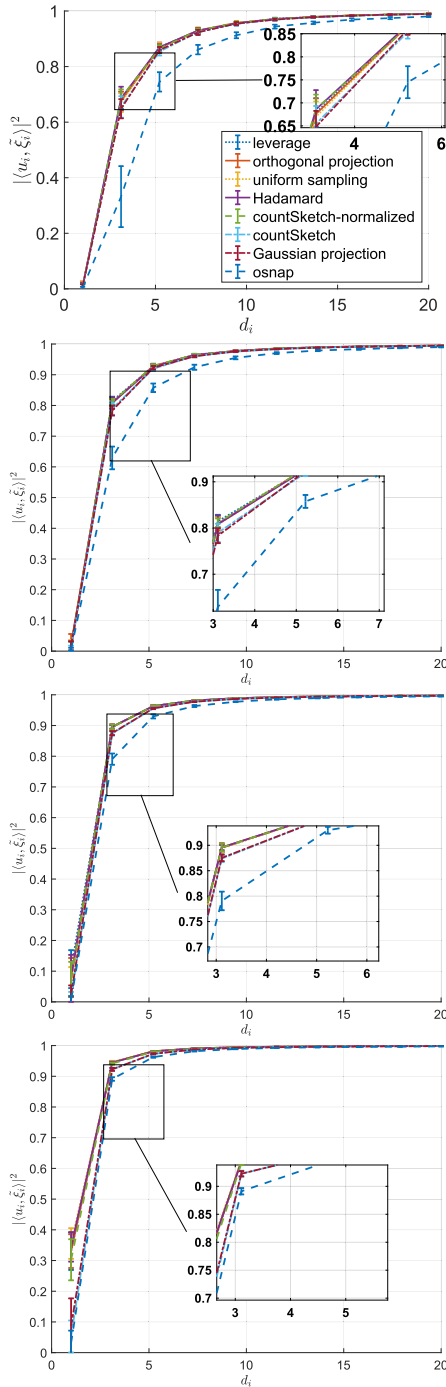 1
0.8
0.6
0.4
0.2
0
0 5 10 15 20
d_i
|⟨u_i, ξ̃_i⟩|²
0.85
0.8
0.75
0.7
0.65
4 6
leverage
orthogonal projection
uniform sampling
Hadamard
countSketch-normalized
countSketch
Gaussian projection
osnap
1
0.9
0.8
0.7
0.6
0.5
0.4
0.3
0.2
0.1
0
0 5 10 15 20
d_i
|⟨u_i, ξ̃_i⟩|²
0.9
0.8
0.7
3 4 5 6 7
1
0.9
0.8
0.7
0.6
0.5
0.4
0.3
0.2
0.1
0
0 5 10 15 20
d_i
|⟨u_i, ξ̃_i⟩|²
0.9
0.85
0.8
0.75
0.7
3 4 5 6
1
0.9
0.8
0.7
0.6
0.5
0.4
0.3
0.2
0.1
0
0 5 10 15 20
d_i
|⟨u_i, ξ̃_i⟩|²
0.9
0.85
0.8
0.75
0.7
3 4 5